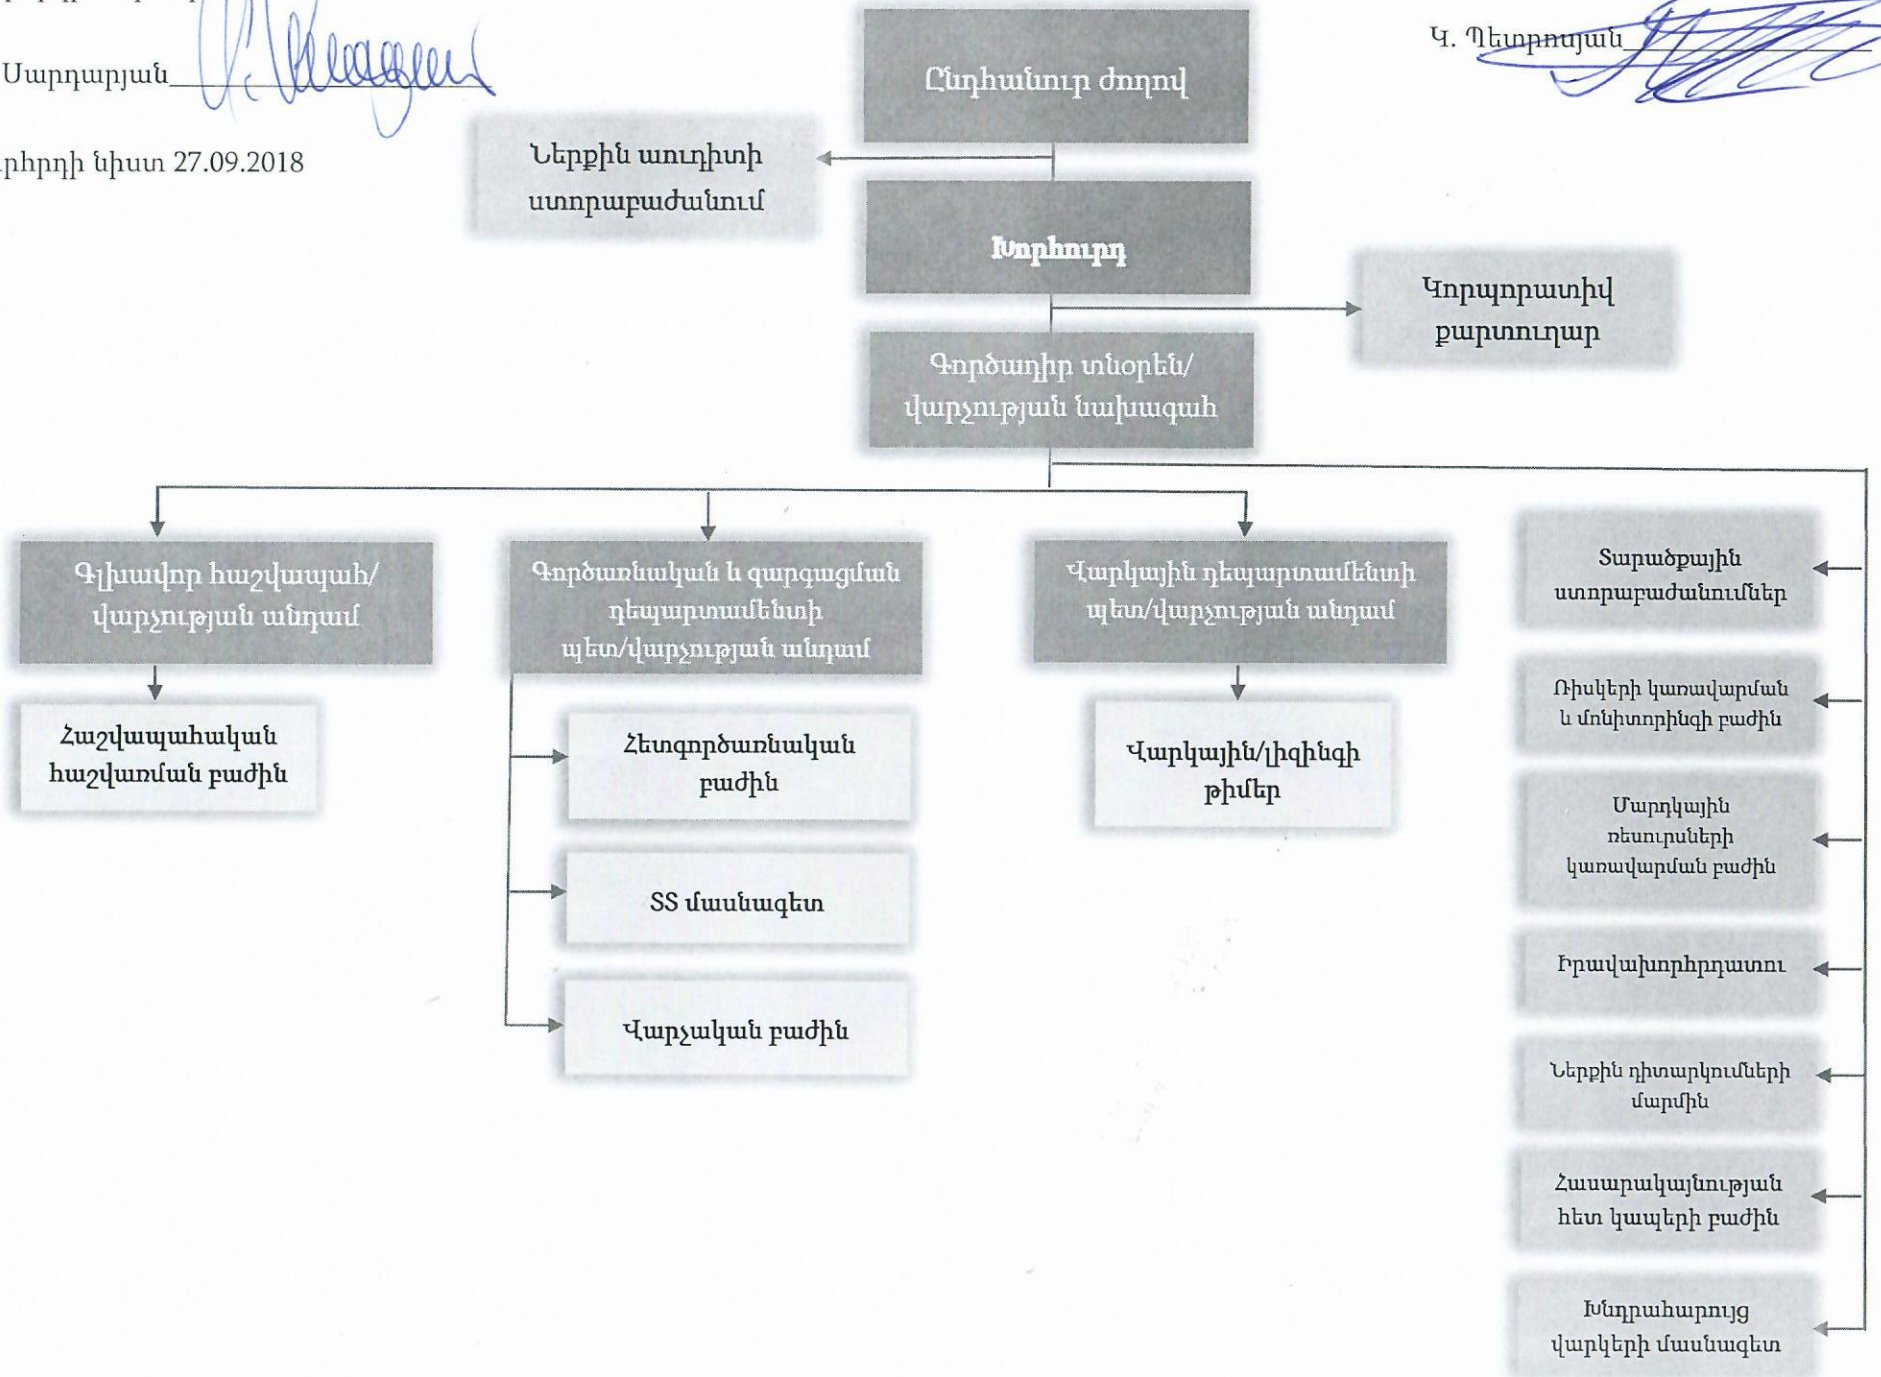 Սարդարյան
Կ. Պետրոսյան
րհրդի նիստ 27.09.2018
Ընդհանուր ժողով
Ներքին աուդիտի
ստորաբաժանում
Խորհուրդ
Կորպորատիվ
քարտուղար
Գործադիր տնօրեն/
վարչության նախագահ
Գլխավոր հաշվապահ/
վարչության անդամ
Հաշվապահական
հաշվառման բաժին
Գործառնական և զարգացման
դեպարտամենտի
պետ/վարչության անդամ
Հետգործառնական
բաժին
ՏՏ մասնագետ
Վարչական բաժին
Վարկային դեպարտամենտի
պետ/վարչության անդամ
Վարկային/լիզինգի
թիմեր
Տարածքային
ստորաբաժանումներ
Ռիսկերի կառավարման
և մոնիտորինգի բաժին
Մարդկային
ռեսուրսների
կառավարման բաժին
Իրավախորհրդատու
Ներքին դիտարկումների
մարմին
Հասարակայնության
հետ կապերի բաժին
Խնդրահարույց
վարկերի մասնագետ